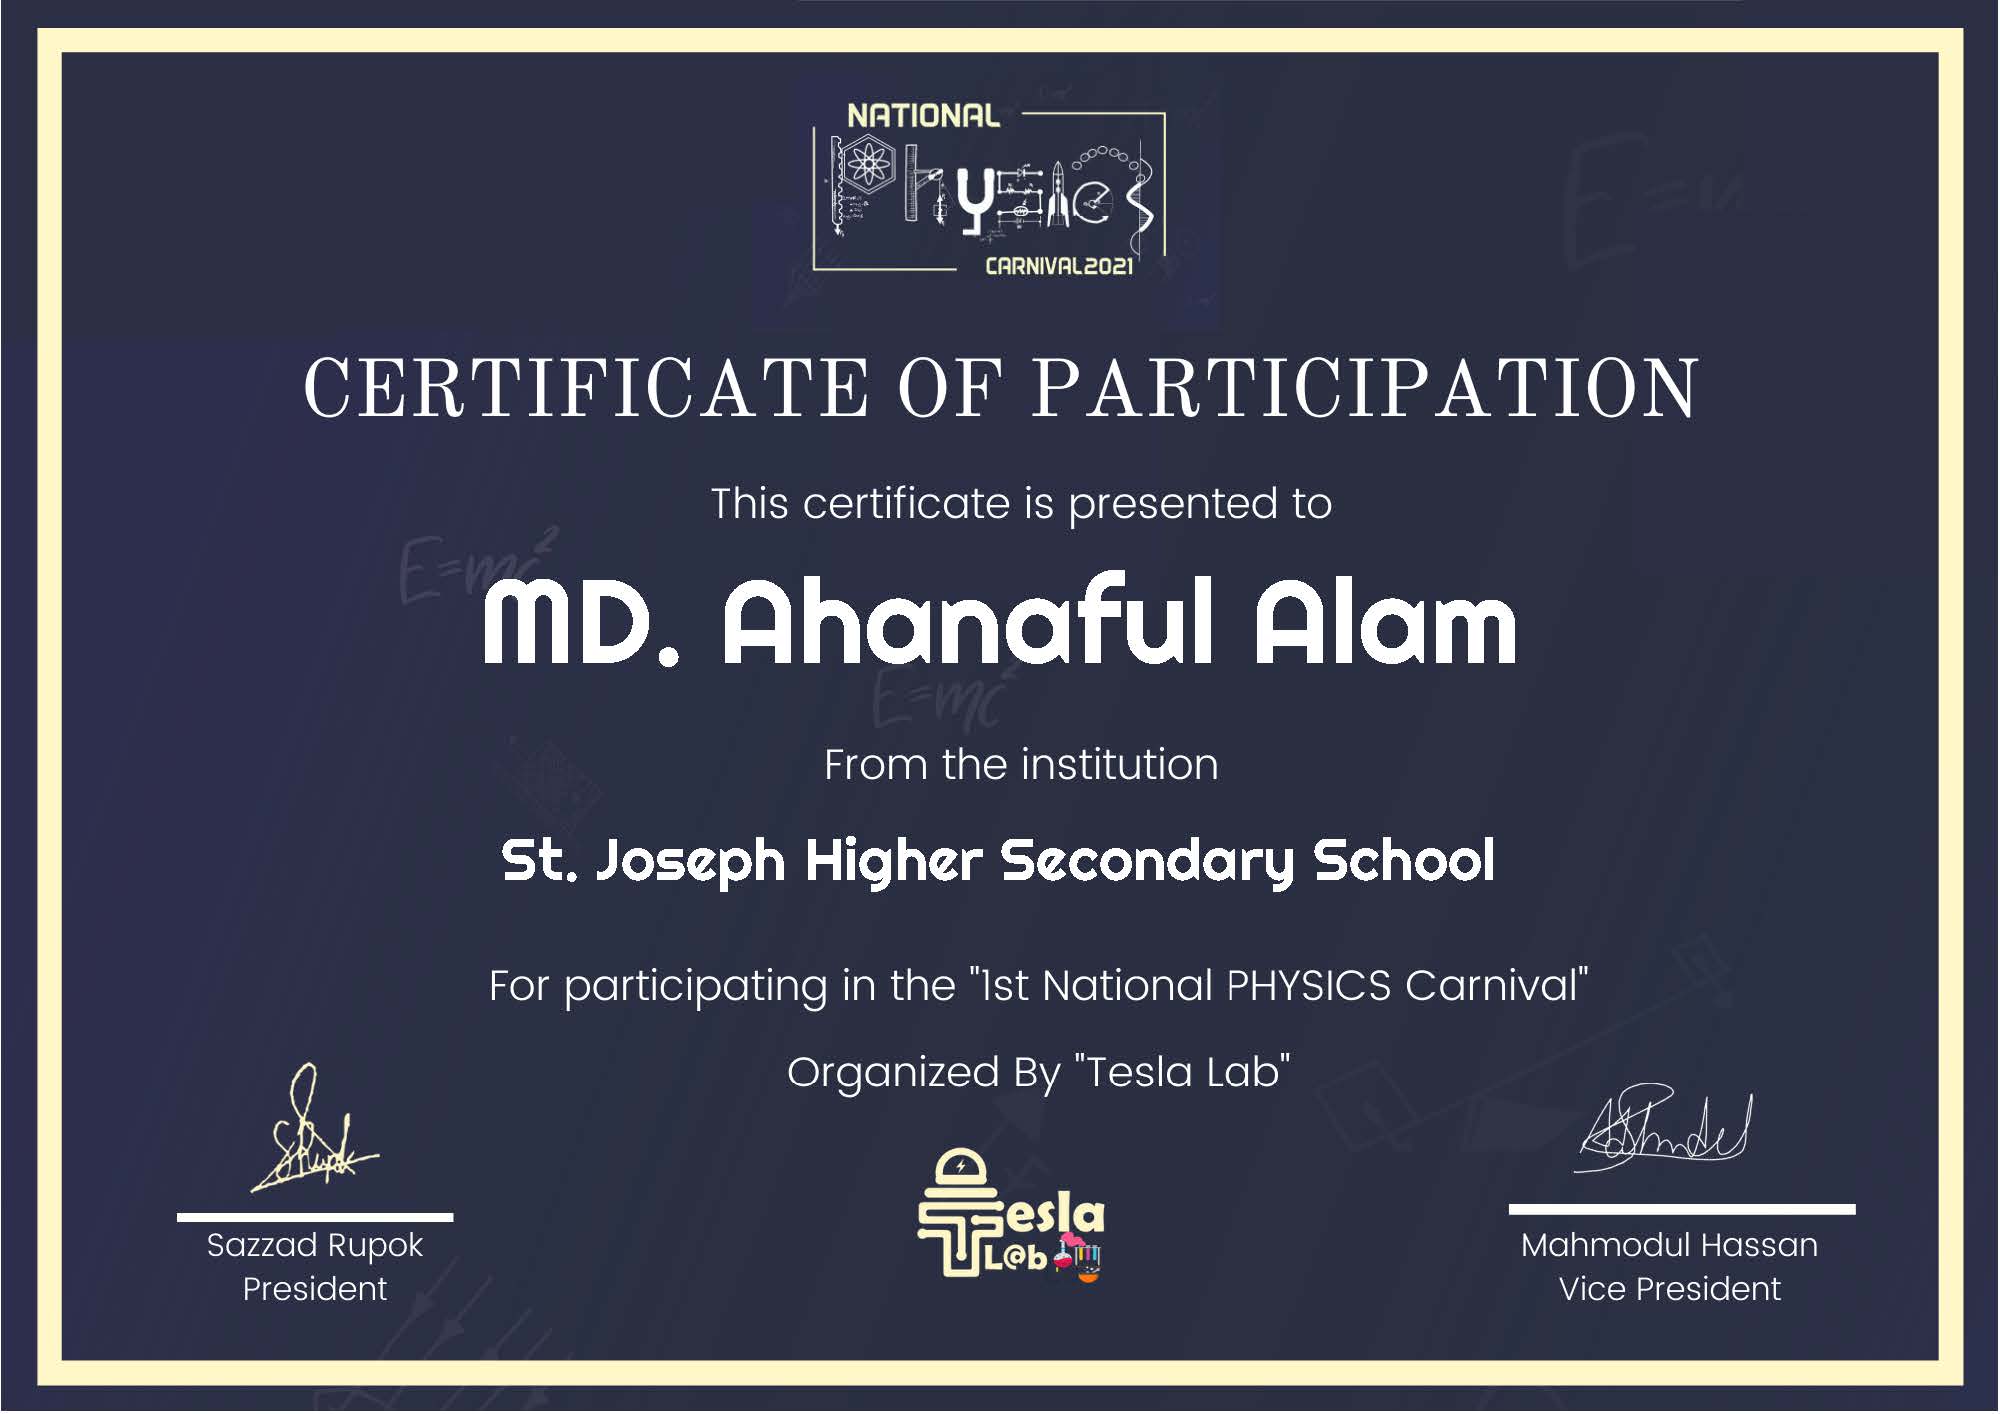 NATIONAL
Physics
CARNIVAL2021
CERTIFICATE OF PARTICIPATION
This certificate is presented to
E=mc²
MD. Ahanaful Alam
E=mc²
From the institution
St. Joseph Higher Secondary School
For participating in the "1st National PHYSICS Carnival"
Organized By "Tesla Lab"
Tesla
L@b
Sazzad Rupok
President
Mahmodul Hassan
Vice President